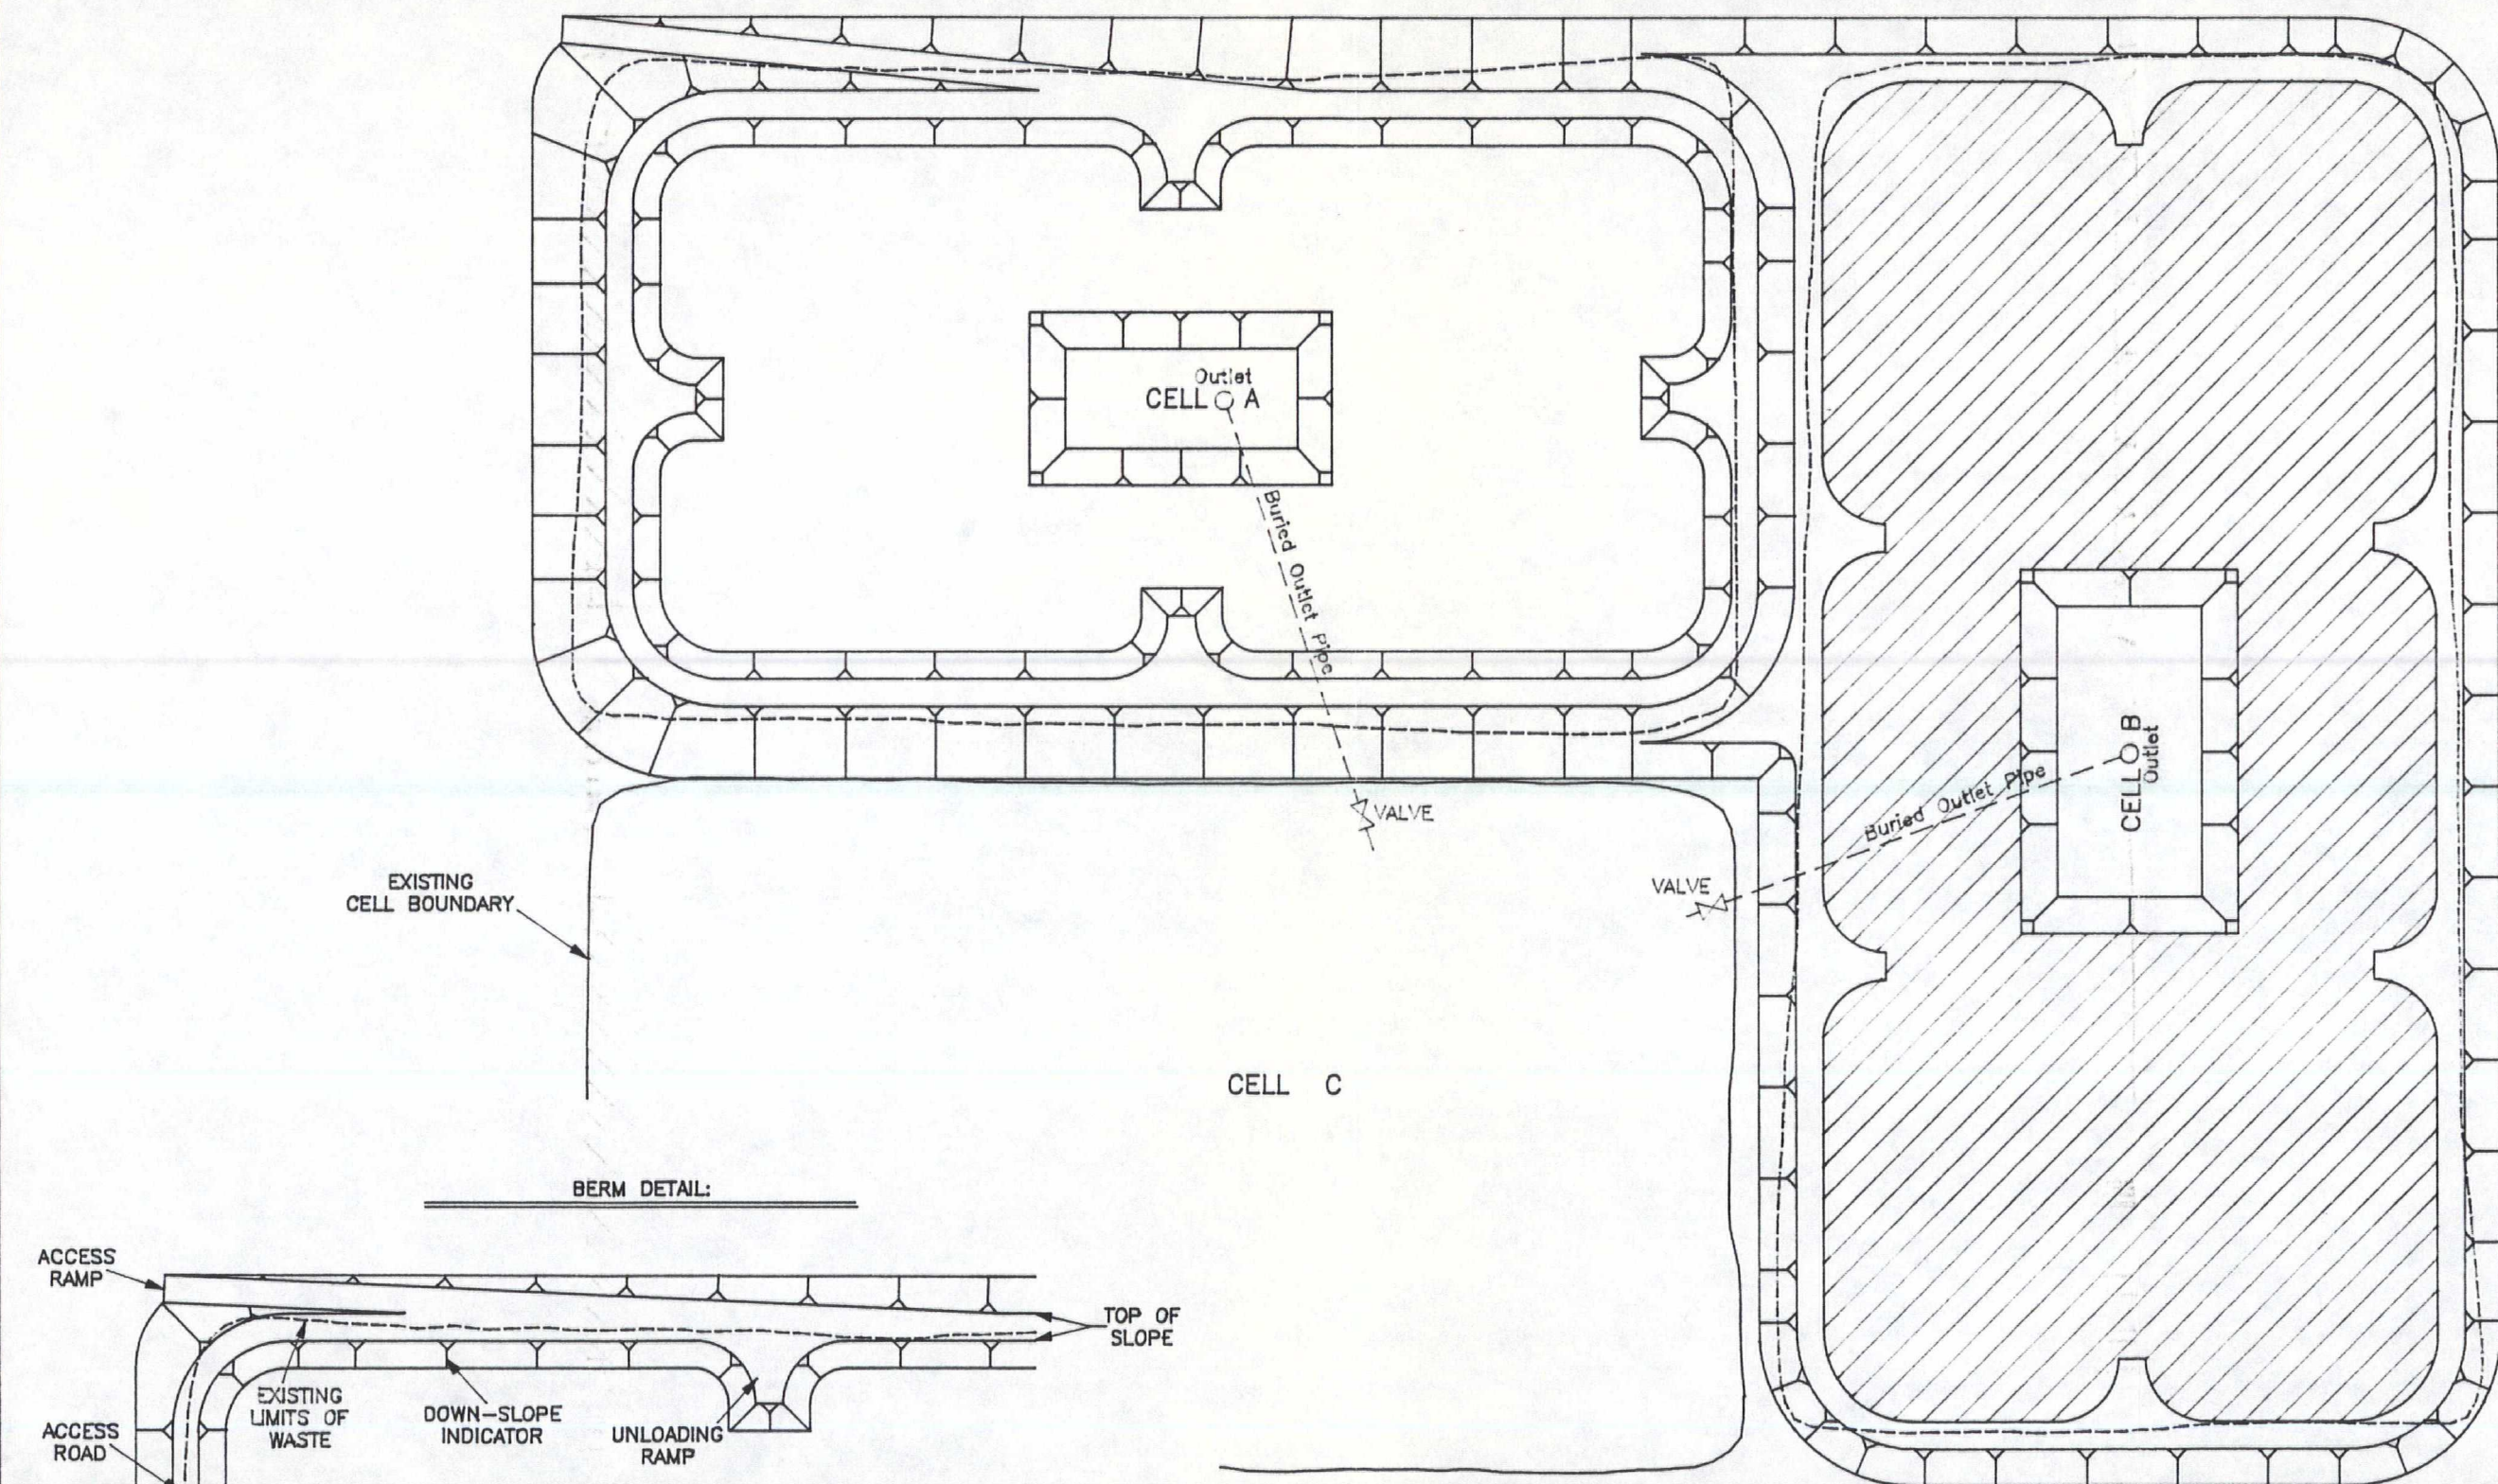 Outlet
CELL A
Buried Outlet Pipe
VALVE
CELL B
Outlet
Buried Outlet Pipe
VALVE
EXISTING
CELL BOUNDARY
CELL C
BERM DETAIL:
ACCESS
RAMP
TOP OF
SLOPE
EXISTING
LIMITS OF
WASTE
DOWN-SLOPE
INDICATOR
UNLOADING
RAMP
ACCESS
ROAD